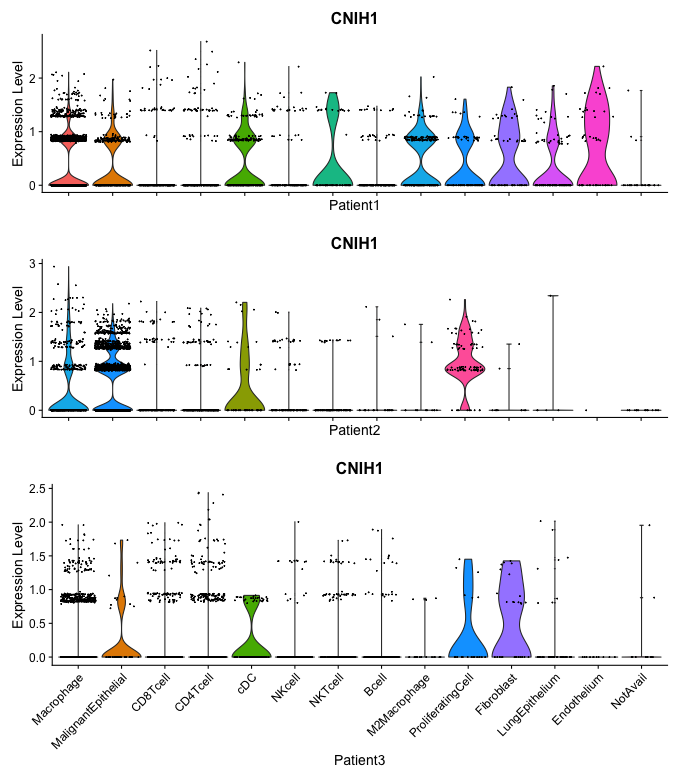 CNIH1
Expression Level
2
1
0
Patient1
CNIH1
Expression Level
3
2
1
0
Patient2
CNIH1
Expression Level
2.5
2.0
1.5
1.0
0.5
0.0
Macrophage
MalignantEpithelial
CD8Tcell
CD4Tcell
cDC
NKcell
NKTcell
Bcell
M2Macrophage
ProliferatingCell
Fibroblast
LungEpithelium
Endothelium
NotAvail
Patient3